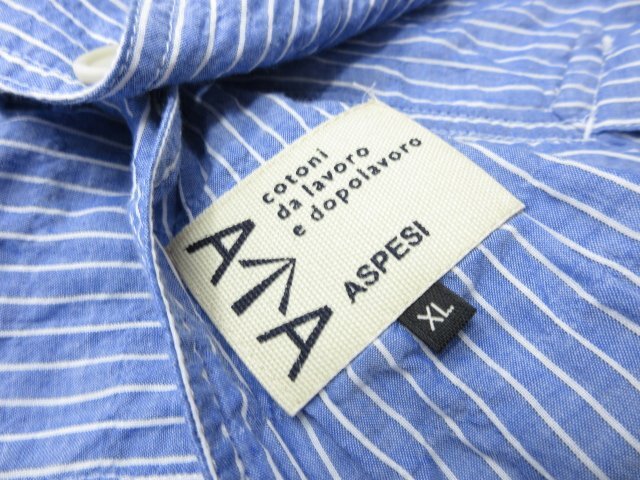 cotoni
da lavoro
e dopolavoro
A↑A
ASPESI
XL